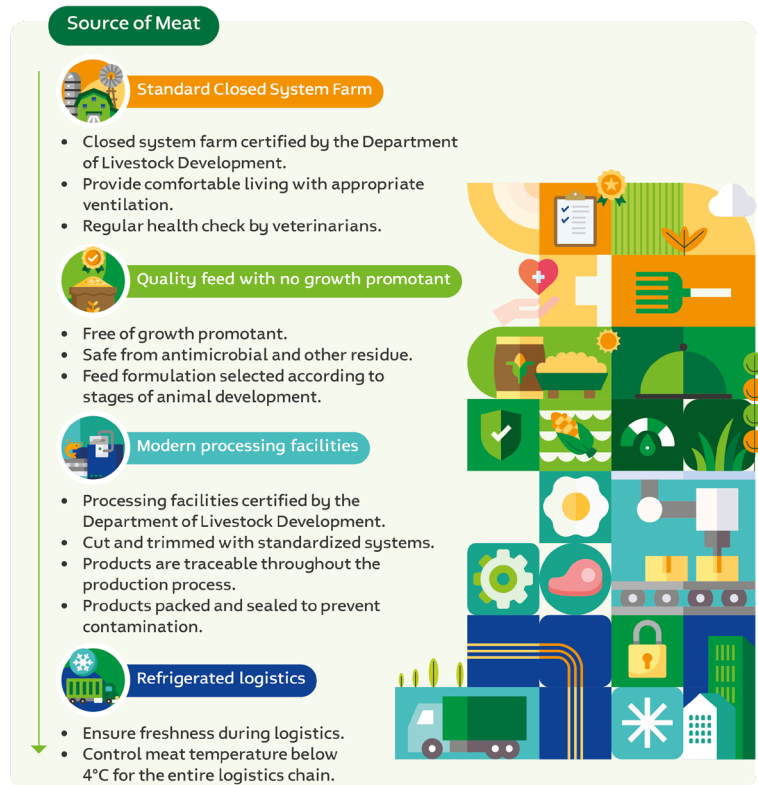 Source of Meat
Standard Closed System Farm
• Closed system farm certified by the Department
of Livestock Development.
• Provide comfortable living with appropriate
ventilation.
• Regular health check by veterinarians.
Quality feed with no growth promotant
• Free of growth promotant.
• Safe from antimicrobial and other residue.
• Feed formulation selected according to
stages of animal development.
Modern processing facilities
• Processing facilities certified by the
Department of Livestock Development.
• Cut and trimmed with standardized systems.
• Products are traceable throughout the
production process.
• Products packed and sealed to prevent
contamination.
Refrigerated logistics
• Ensure freshness during logistics.
• Control meat temperature below
4°C for the entire logistics chain.